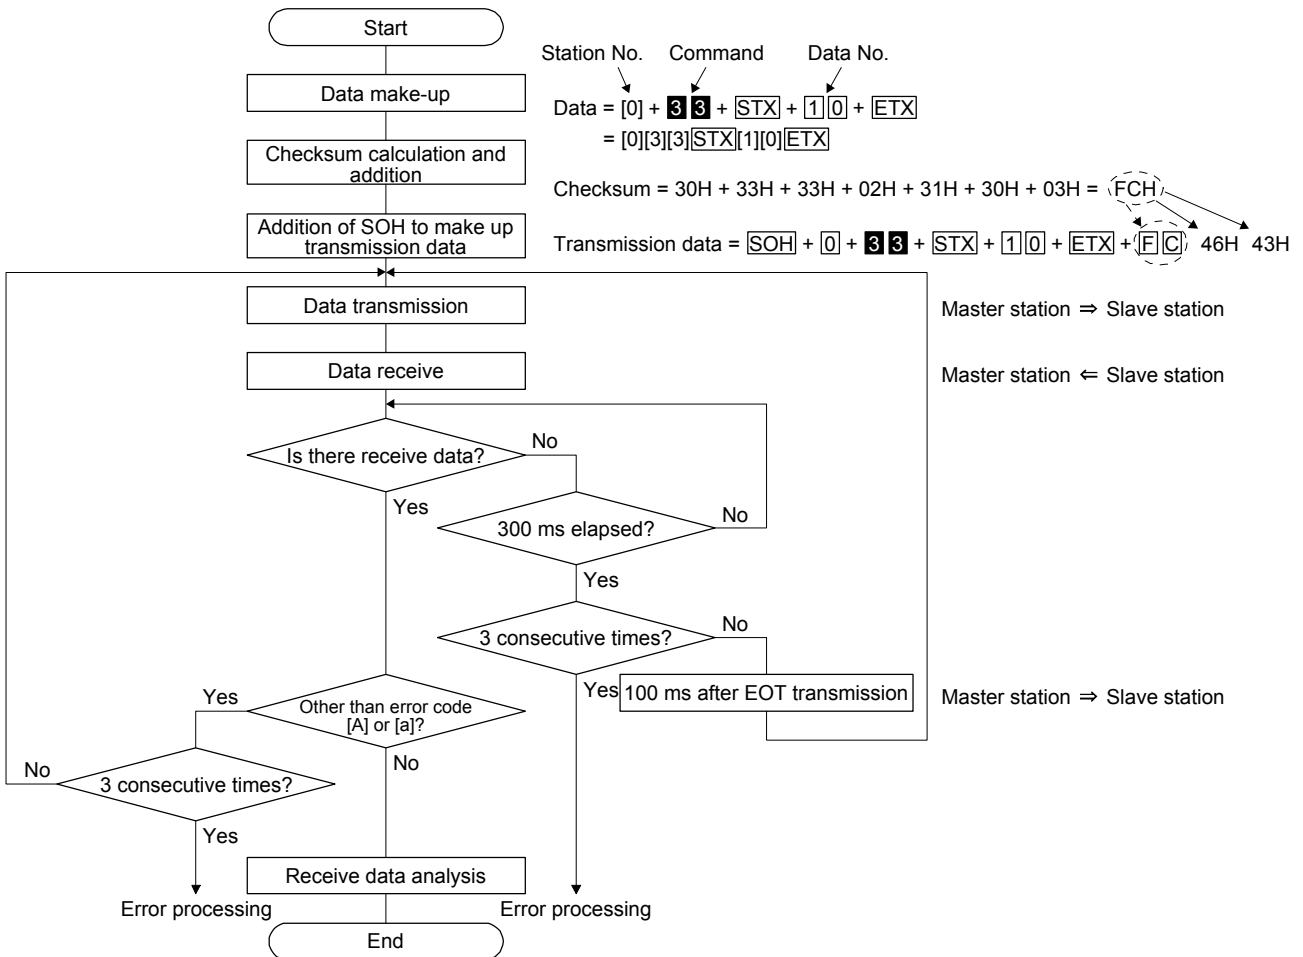 Start
Station No. Command Data No.
Data make-up
Data = [0] + 3 3 + STX + 1 0 + ETX
= [0][3][3]STX[1][0]ETX
Checksum calculation and
addition
Checksum = 30H + 33H + 33H + 02H + 31H + 30H + 03H = FCH
Addition of SOH to make up
transmission data
Transmission data = SOH + 0 + 3 3 + STX + 1 0 + ETX + F C 46H 43H
Data transmission
Master station ⇒ Slave station
Data receive
Master station ⇐ Slave station
Is there receive data?
No
Yes
300 ms elapsed?
No
Yes
3 consecutive times?
No
Yes
100 ms after EOT transmission
Master station ⇒ Slave station
Other than error code
[A] or [a]?
Yes
No
3 consecutive times?
No
Yes
Receive data analysis
Error processing
Error processing
End